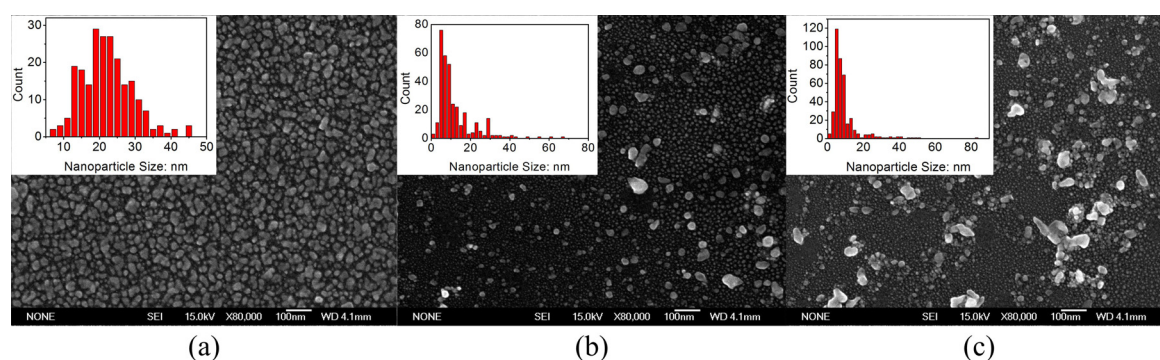 30
20
10
0
Count
10 20 30 40 50
Nanoparticle Size: nm
80
60
40
20
0
Count
0 20 40 60 80
Nanoparticle Size: nm
120
100
80
60
40
20
0
Count
0 20 40 60 80
Nanoparticle Size: nm
NONE SEI 15.0kV X80,000 100nm WD 4.1mm
NONE SEI 15.0kV X80,000 100nm WD 4.1mm
NONE SEI 15.0kV X80,000 100nm WD 4.1mm
(a) (b) (c)